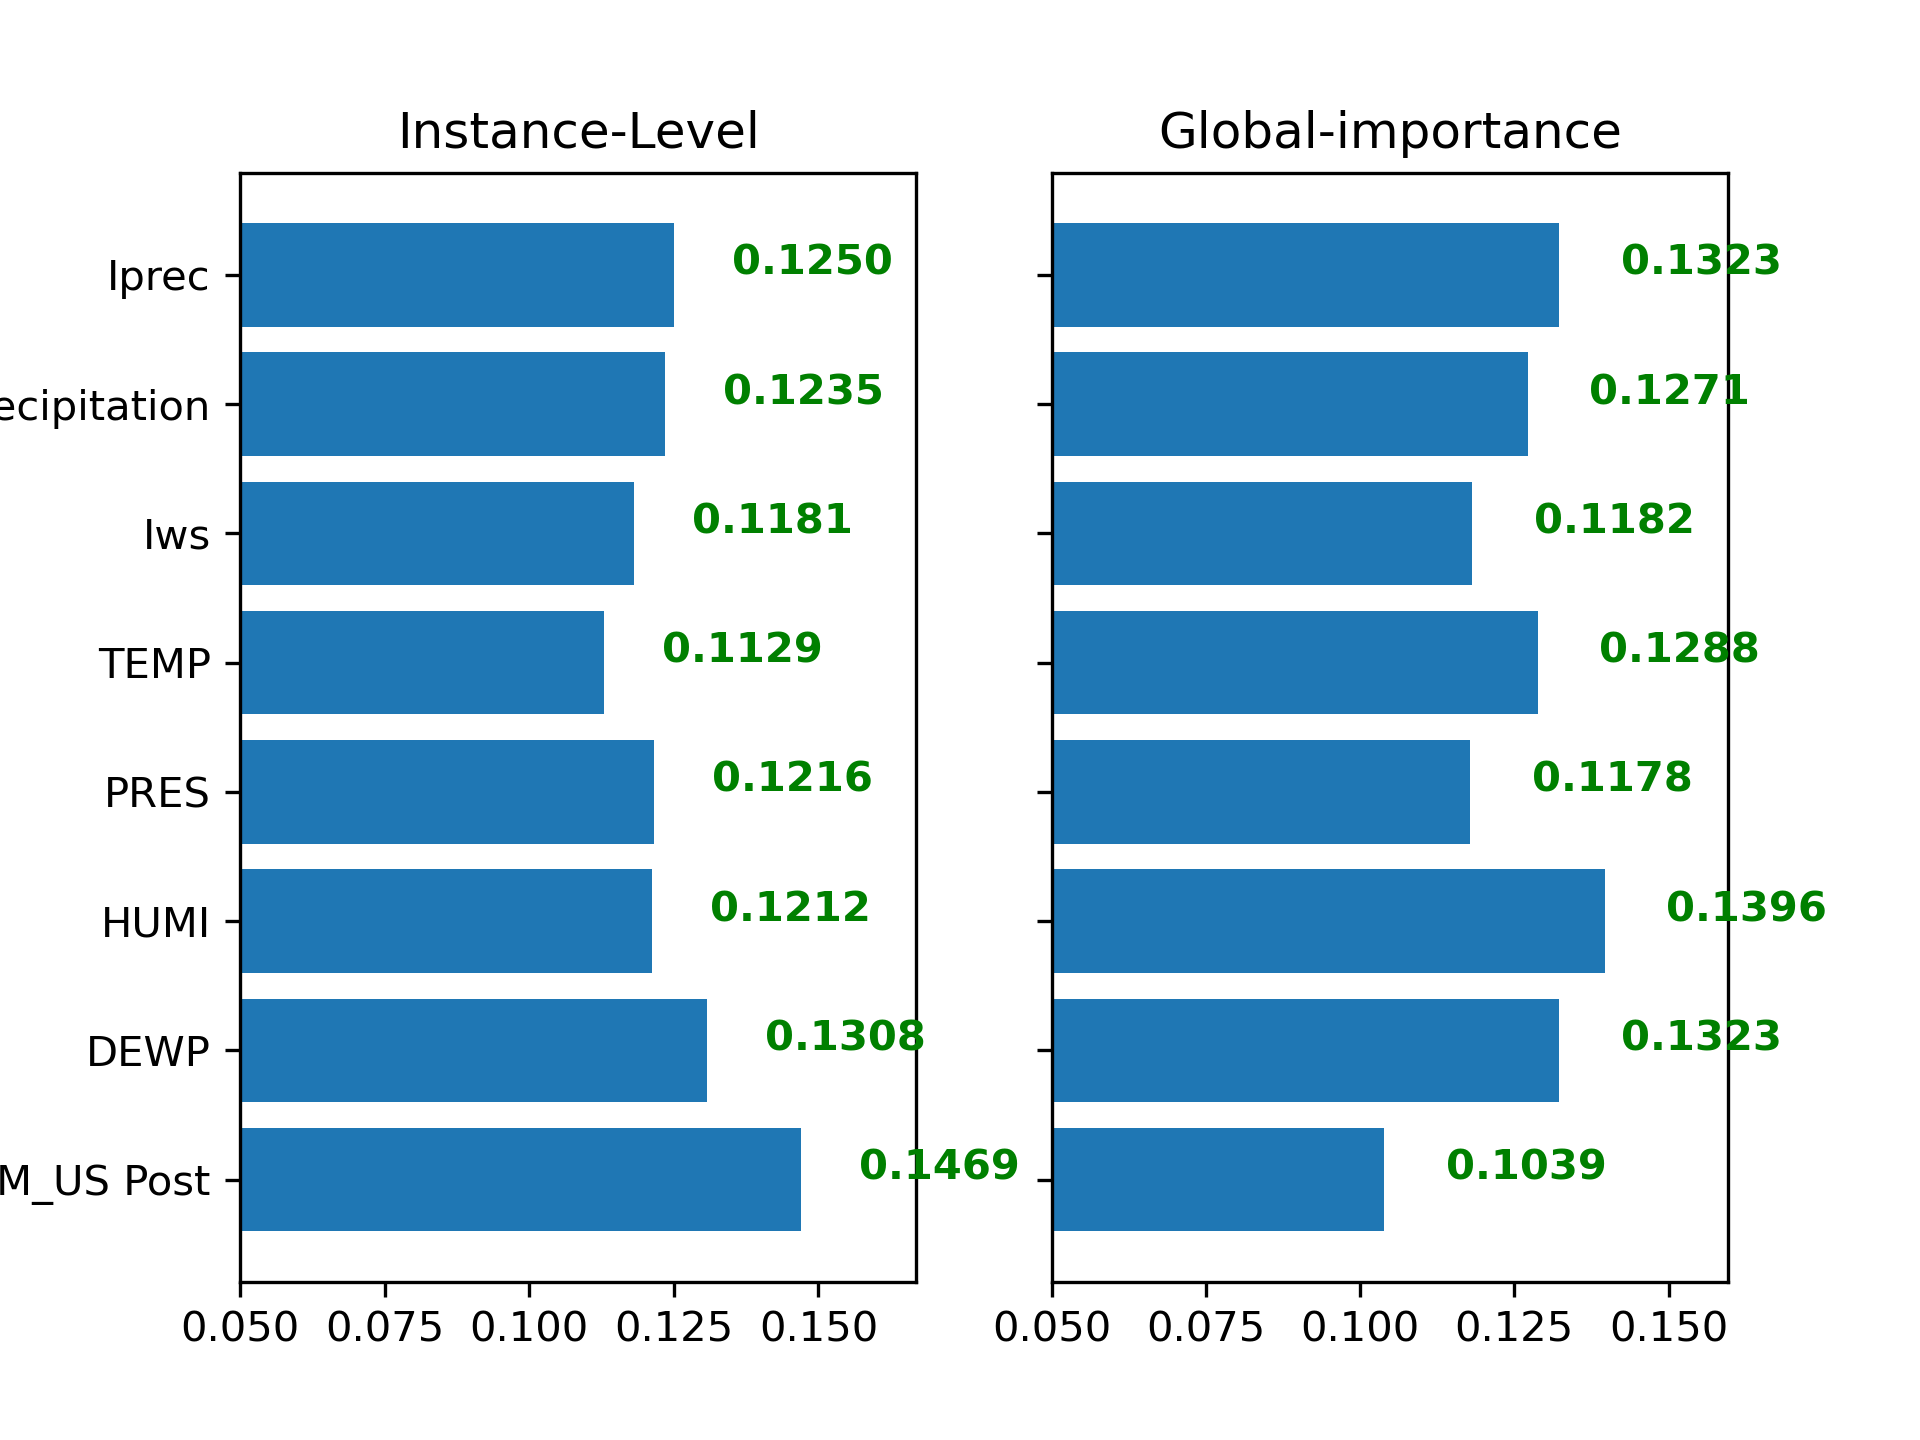 Instance-Level
Iprec
0.1250
ecipitation
0.1235
Iws
0.1181
TEMP
0.1129
PRES
0.1216
HUMI
0.1212
DEWP
0.1308
M_US Post
0.1469
0.050 0.075 0.100 0.125 0.150
Global-importance
0.1323
0.1271
0.1182
0.1288
0.1178
0.1396
0.1323
0.1039
0.050 0.075 0.100 0.125 0.150